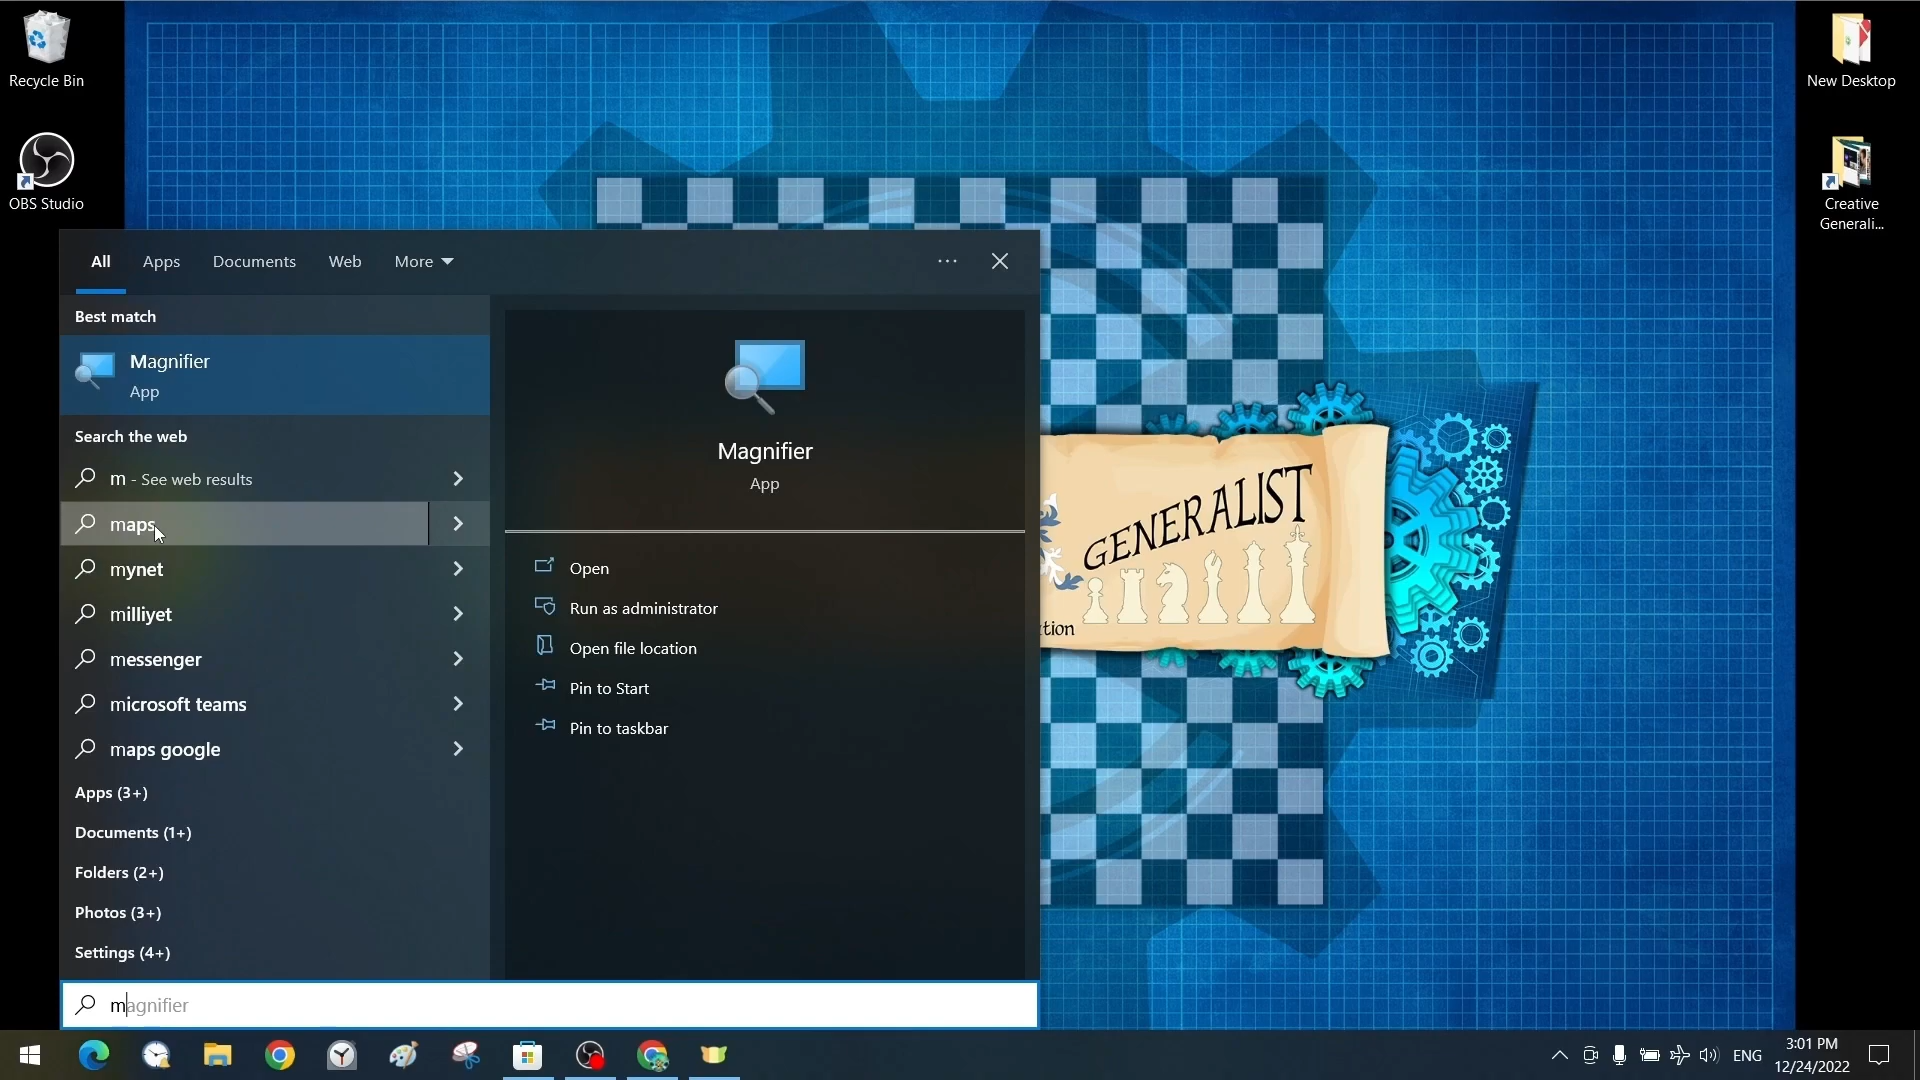 Recycle Bin
OBS Studio
New Desktop
Creative
Generali...
All
Apps
Documents
Web
More
Best match
Magnifier
App
Search the web
m - See web results
maps
mynet
milliyet
messenger
microsoft teams
maps google
Apps (3+)
Documents (1+)
Folders (2+)
Photos (3+)
Settings (4+)
magnifier
Magnifier
App
Open
Run as administrator
Open file location
Pin to Start
Pin to taskbar
GENERALIST
ENG
3:01 PM
12/24/2022